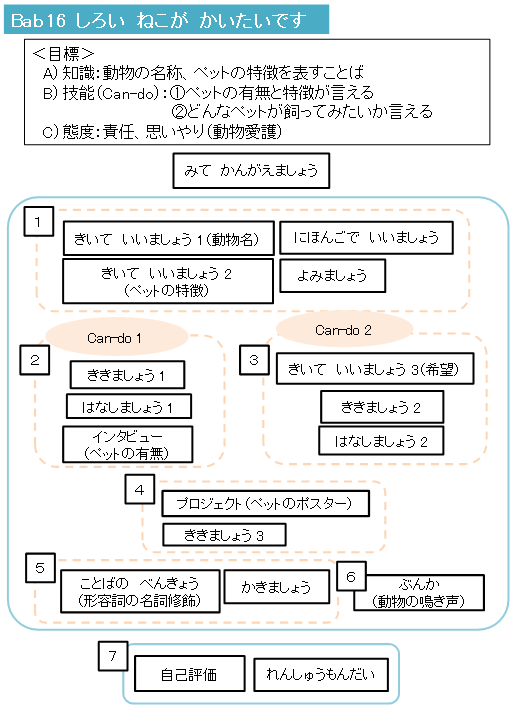 Bab16 しろい ねこが かいたいです
＜目標＞
A) 知識：動物の名称、ペットの特徴を表すことば
B) 技能（Can-do）：①ペットの有無と特徴が言える
②どんなペットが飼ってみたいか言える
C) 態度：責任、思いやり（動物愛護）
みて かんがえましょう
1
きいて いいましょう１（動物名）
にほんごで いいましょう
きいて いいましょう ２
（ペットの特徴）
よみましょう
Can-do 1
2
ききましょう１
はなしましょう１
インタビュー
（ペットの有無）
Can-do 2
3
きいて いいましょう３（希望）
ききましょう２
はなしましょう２
4
プロジェクト（ペットのポスター）
ききましょう３
5
ことばの べんきょう
（形容詞の名詞修飾）
かきましょう
6
ぶんか
（動物の鳴き声）
7
自己評価
れんしゅうもんだい